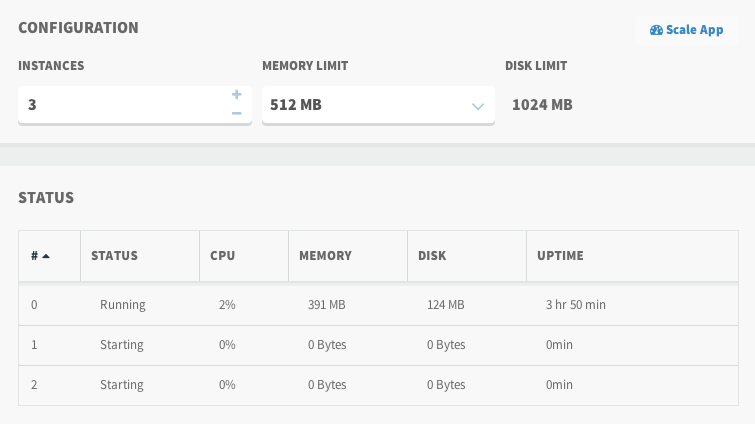 CONFIGURATION
Scale App
INSTANCES MEMORY LIMIT DISK LIMIT
3 512 MB 1024 MB
STATUS
# STATUS CPU MEMORY DISK UPTIME
0 Running 2% 391 MB 124 MB 3 hr 50 min
1 Starting 0% 0 Bytes 0 Bytes 0min
2 Starting 0% 0 Bytes 0 Bytes 0min